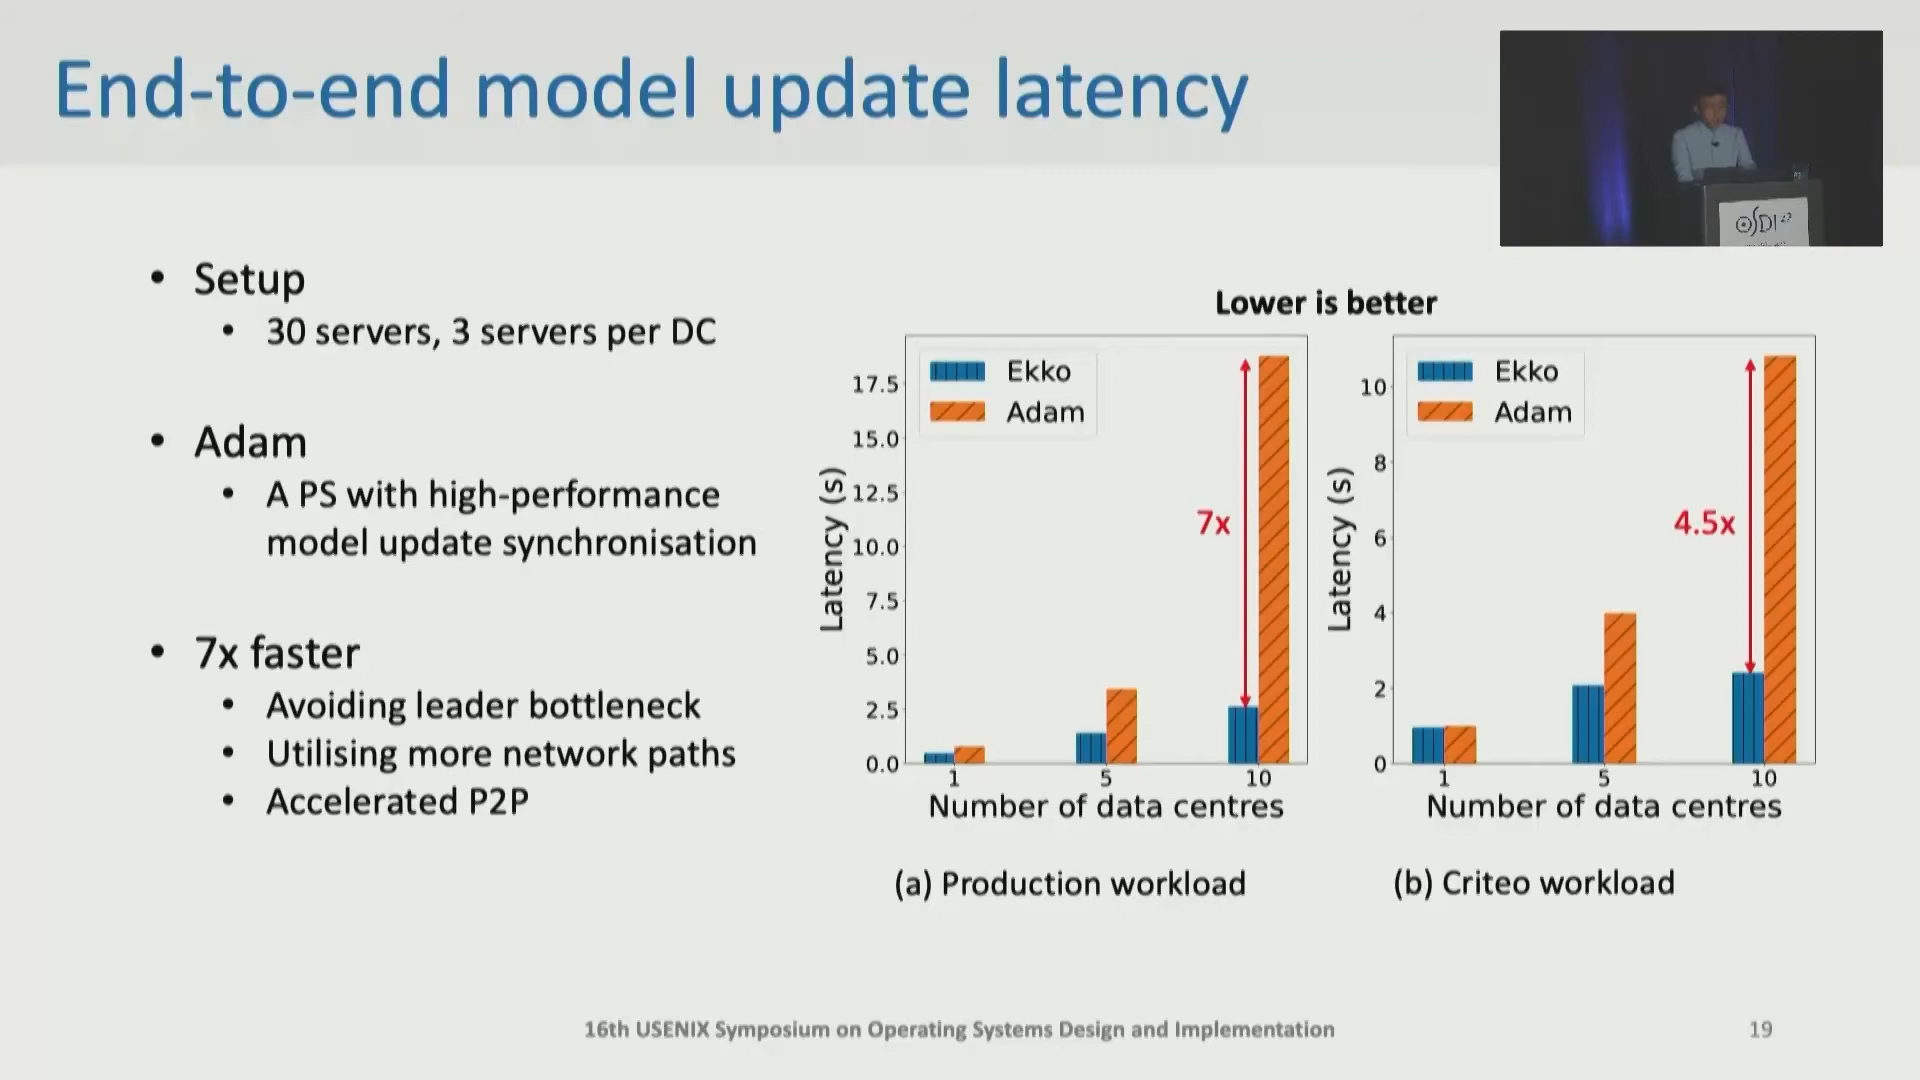 End-to-end model update latency
OSDI '22
• Setup
• 30 servers, 3 servers per DC
• Adam
• A PS with high-performance
model update synchronisation
• 7x faster
• Avoiding leader bottleneck
• Utilising more network paths
• Accelerated P2P
Lower is better
Ekko
Adam
17.5
15.0
12.5
10.0
7.5
5.0
2.5
0.0
Latency (s)
7x
1 5 10
Number of data centres
(a) Production workload
Ekko
Adam
10
8
6
4
2
0
Latency (s)
4.5x
1 5 10
Number of data centres
(b) Criteo workload
16th USENIX Symposium on Operating Systems Design and Implementation
19